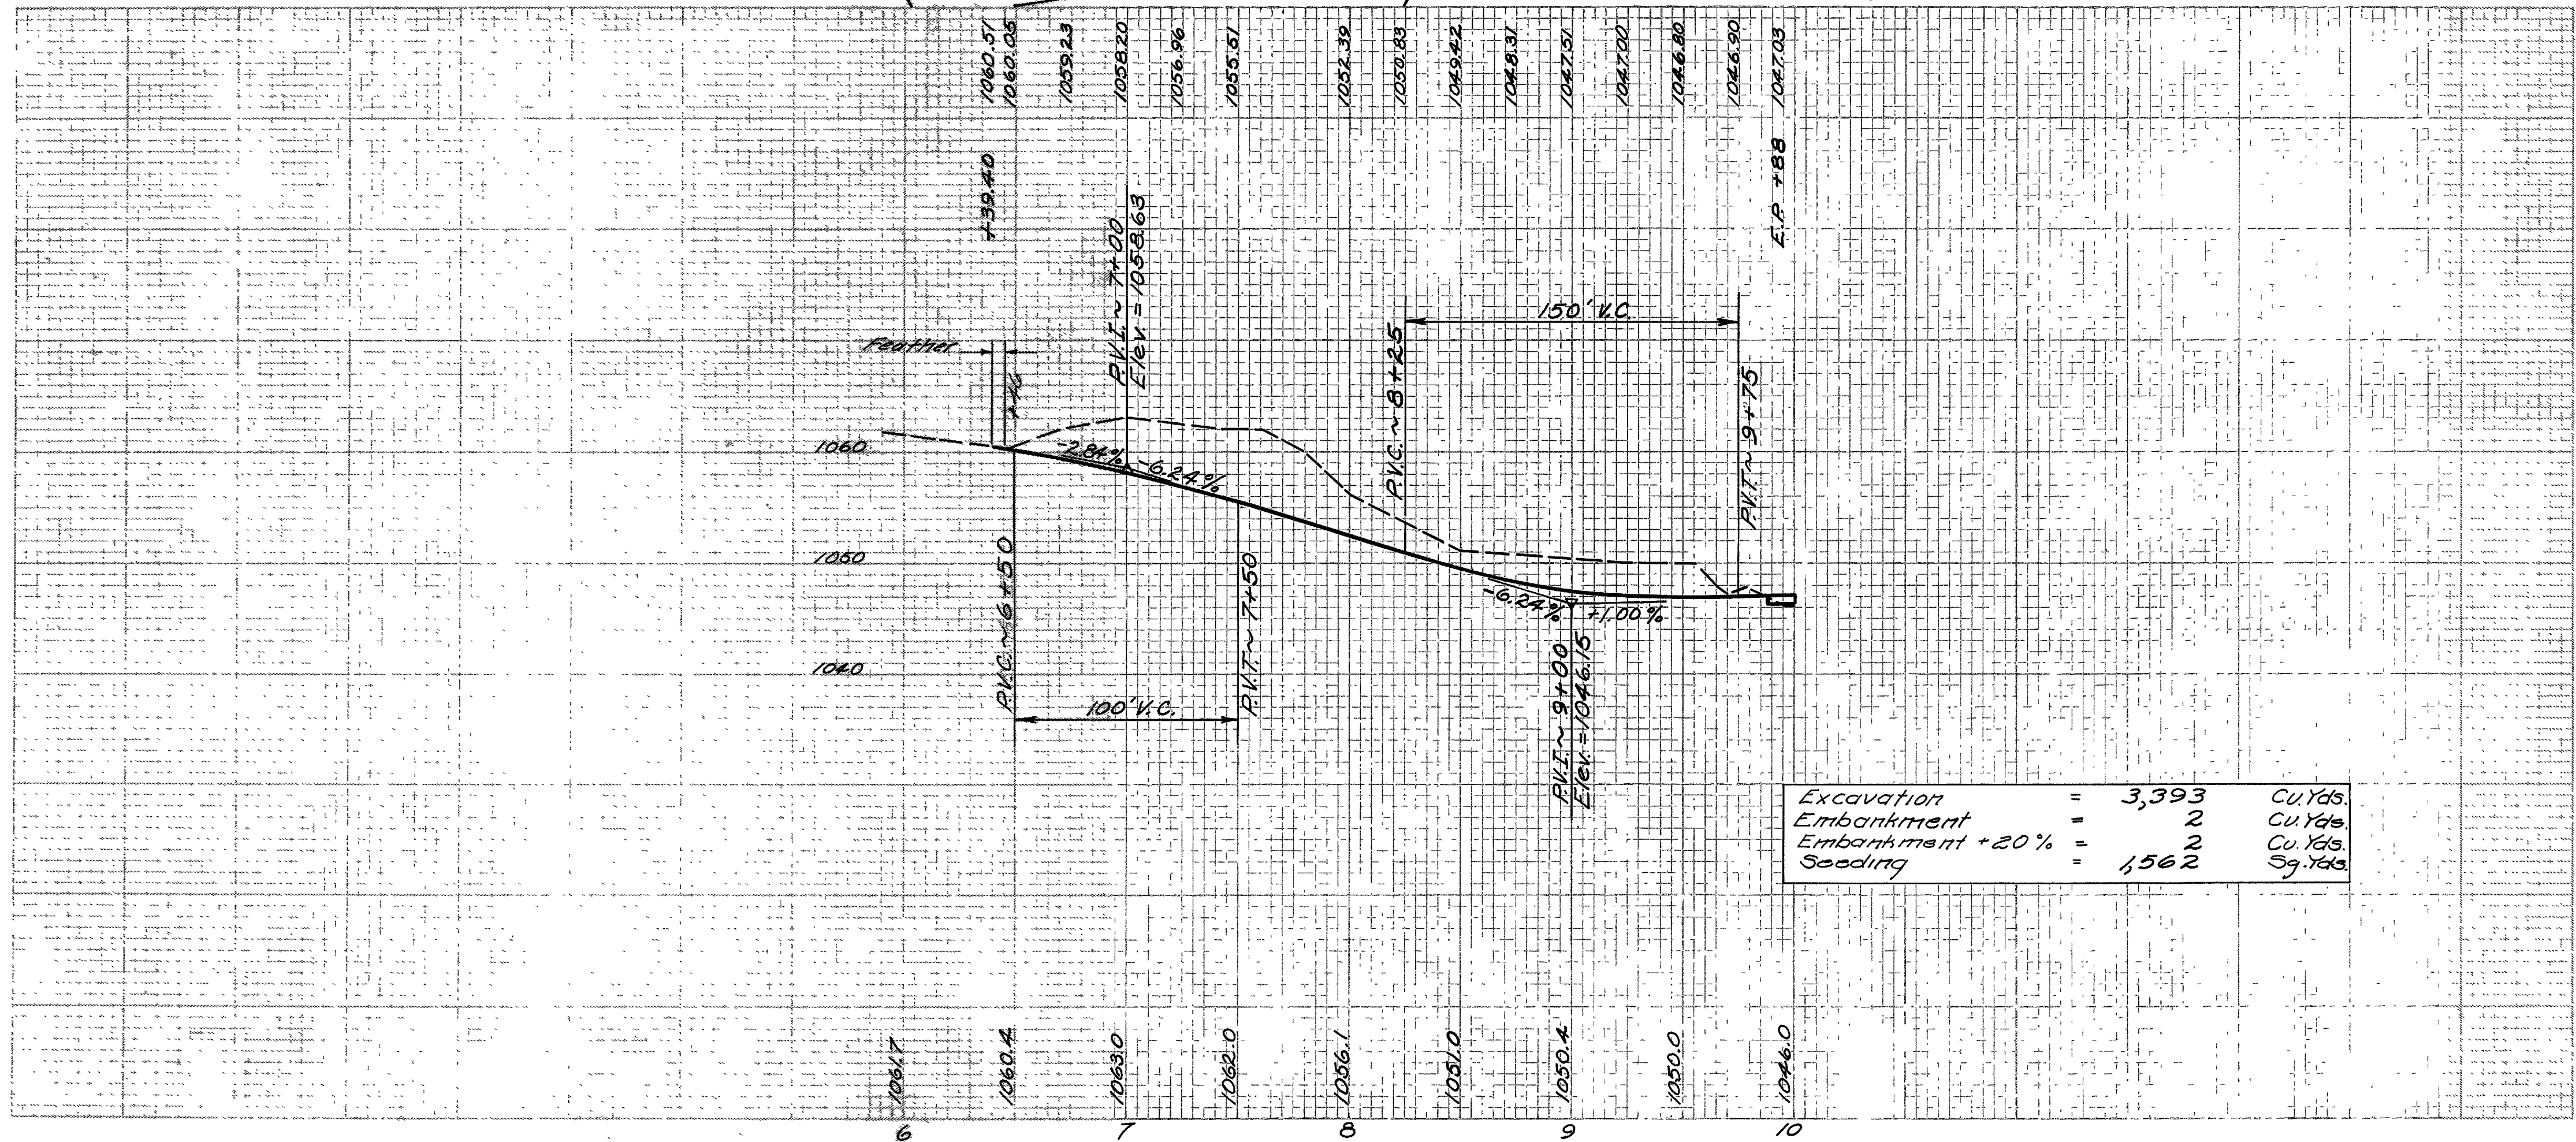 1060.51
1060.05
1059.23
1058.20
1056.96
1055.61
1052.39
1050.83
1049.42
1048.31
1047.51
1047.00
1046.80
1046.90
1047.03
+39.40
E.P. +88
P.V.I. ~ 7+00
Elev. = 1058.63
Feather
+46
150' V.C.
P.V.C. ~ 8+25
P.V.T. ~ 9+75
1060
-2.84%
-6.24%
1050
-6.24%
+1.00%
1040
P.V.C. ~ 6+50
P.V.T. ~ 7+50
100' V.C.
P.V.I. ~ 9+00
Elev. = 1046.15
Excavation = 3,393 Cu.Yds.
Embankment = 2 Cu.Yds.
Embankment +20% = 2 Cu.Yds.
Seeding = 1,562 Sq.Yds.
1061.7
1060.4
1063.0
1062.0
1056.1
1051.0
1050.4
1050.0
1046.0
6
7
8
9
10